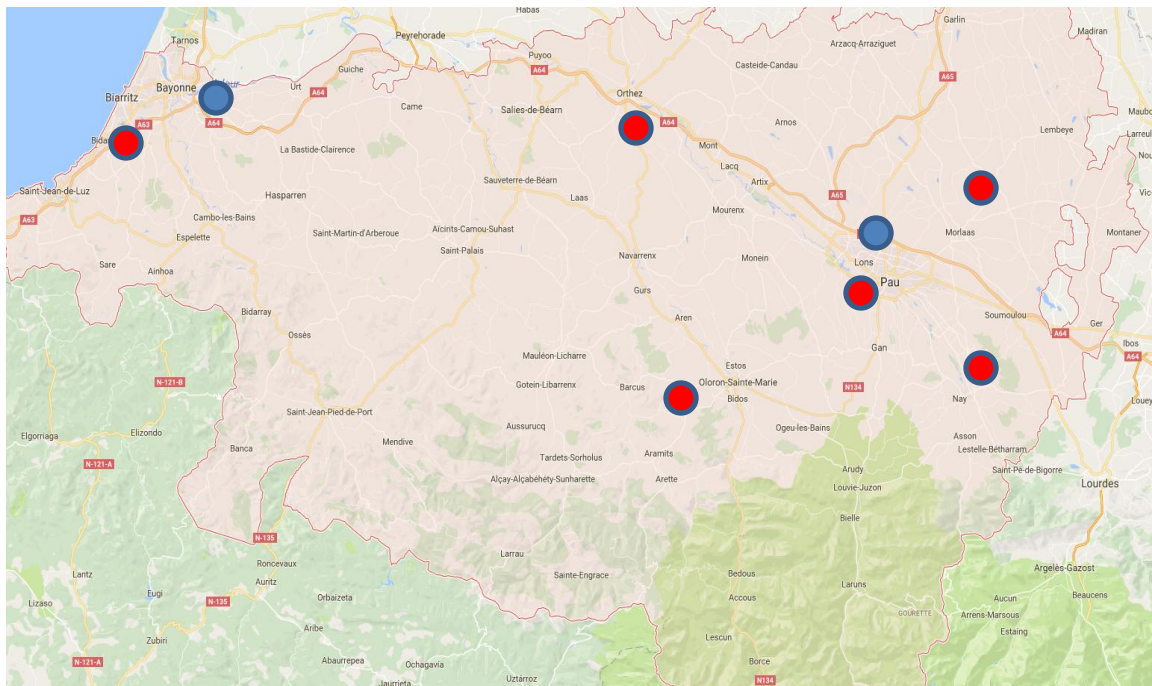 Habas
Garlin
Madiran
Tarnos
Peyrehorade
Arzacq-Arraziguet
Puyoo
Guiche
A64
Casteide-Candau
A65
Bayonne
Urt
A64
Orthez
Biarritz
Came
Salies-de-Béarn
A63
A64
A64
Arnos
Lembeye
La Bastide-Clairence
Mont
Lacq
Sauveterre-de-Béarn
Artix
Saint-Jean-de-Luz
Hasparren
Laas
A65
Mourenx
A63
Cambo-les-Bains
Espelette
Saint-Martin-d'Arberoue
Aïcirits-Camou-Suhast
Morlaas
Montaner
Saint-Palais
Navarrenx
Monein
Sare
Ainhoa
Lons
Pau
Gurs
Bidarray
Aren
Soumoulou
Ger
Ossès
A64
Gan
Ibos
Mauléon-Licharre
A64
Estos
N-121-B
Gotein-Libarrenx
Barcus
Oloron-Sainte-Marie
N134
Bidos
Nay
Saint-Jean-Pied-de-Port
Aussurucq
Ogeu-les-Bains
Elgorriaga
Elizondo
Mendive
Asson
Banca
Lestelle-Bétharram
Aramits
Tardets-Sorholus
N-121-A
Arudy
Saint-Pé-de-Bigorre
Alçay-Alçabéhéty-Sunharette
Arette
Louvie-Juzon
Lourdes
Bielle
N-135
Larrau
Roncevaux
Lantz
Sainte-Engrace
Bedous
Argelès-Gazost
Auritz
Laruns
Eugi
Accous
Beaucens
Lizaso
N-135
Orbaizeta
Aucun
GOURETTE
Arrens-Marsous
Aribe
Estaing
Zubiri
Lescun
N-121-A
Abaurrepea
Ochagavia
Borce
Uztárroz
N134
Jaurrieta